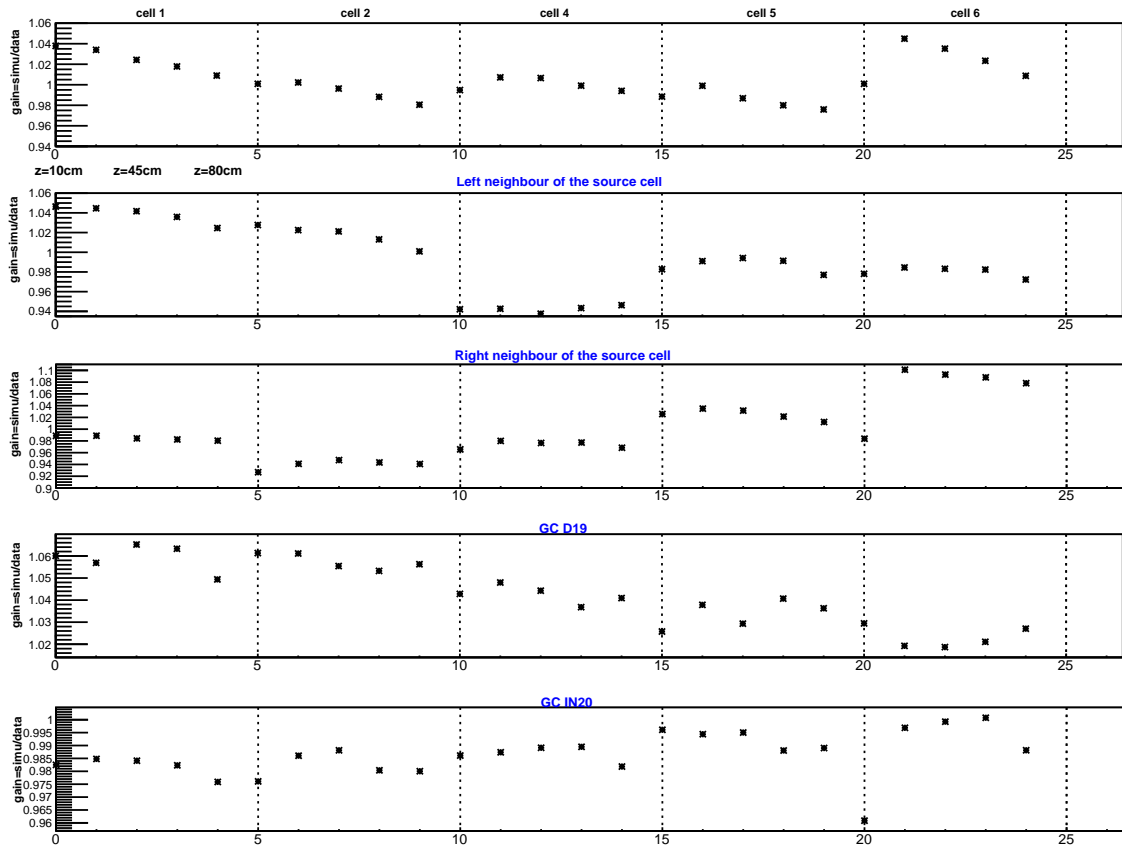 cell 1 cell 2 cell 4 cell 5 cell 6
gain=simu/data
1.06
1.04
1.02
1
0.98
0.96
0.94
0 5 10 15 20 25
z=10cm z=45cm z=80cm
Left neighbour of the source cell
gain=simu/data
1.06
1.04
1.02
1
0.98
0.96
0.94
0 5 10 15 20 25
Right neighbour of the source cell
gain=simu/data
1.1
1.08
1.06
1.04
1.02
1
0.98
0.96
0.94
0.92
0.9
0 5 10 15 20 25
GC D19
gain=simu/data
1.06
1.05
1.04
1.03
1.02
0 5 10 15 20 25
GC IN20
gain=simu/data
1
0.995
0.99
0.985
0.98
0.975
0.97
0.965
0.96
0 5 10 15 20 25